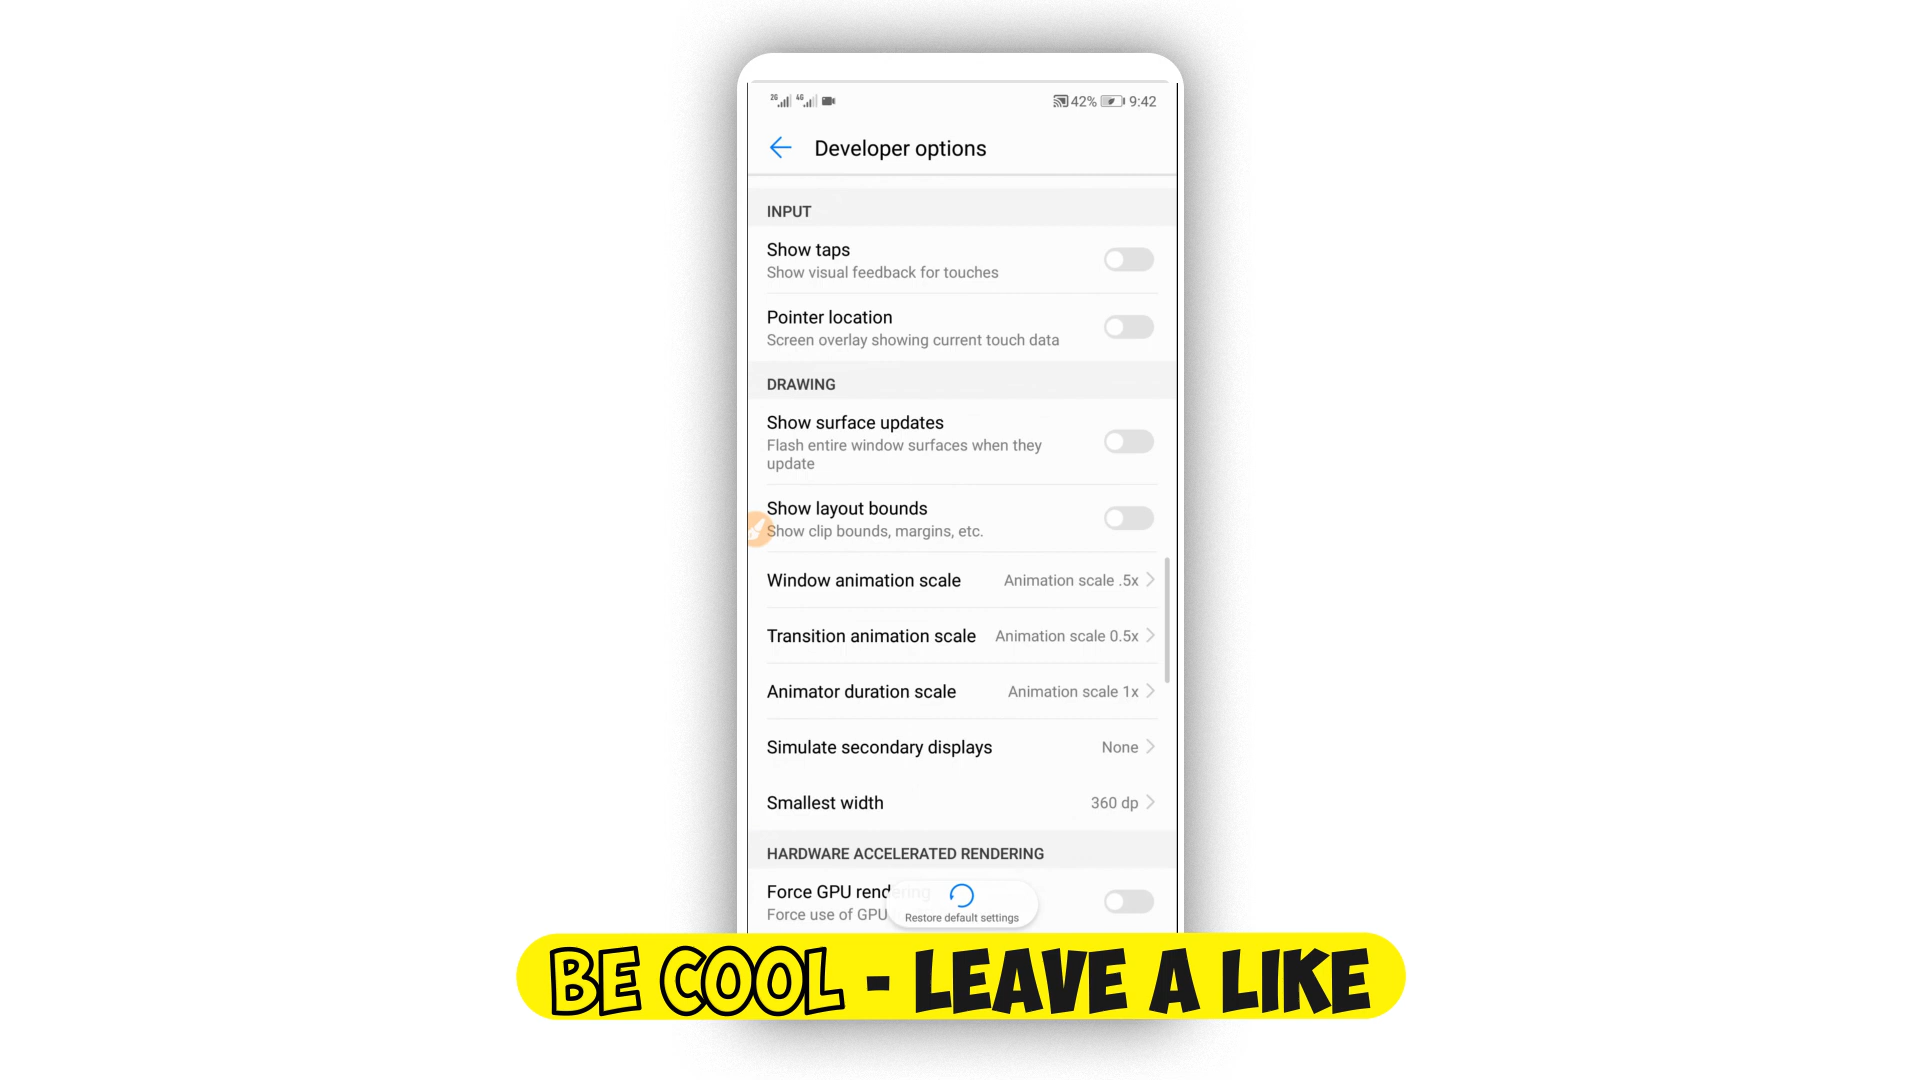 2G 4G 42% 9:42
Developer options
INPUT
Show taps
Show visual feedback for touches
Pointer location
Screen overlay showing current touch data
DRAWING
Show surface updates
Flash entire window surfaces when they
update
Show layout bounds
Show clip bounds, margins, etc.
Window animation scale Animation scale .5x
Transition animation scale Animation scale 0.5x
Animator duration scale Animation scale 1x
Simulate secondary displays None
Smallest width 360 dp
HARDWARE ACCELERATED RENDERING
Force GPU rendering
Force use of GPU
Restore default settings
BE COOL - LEAVE A LIKE